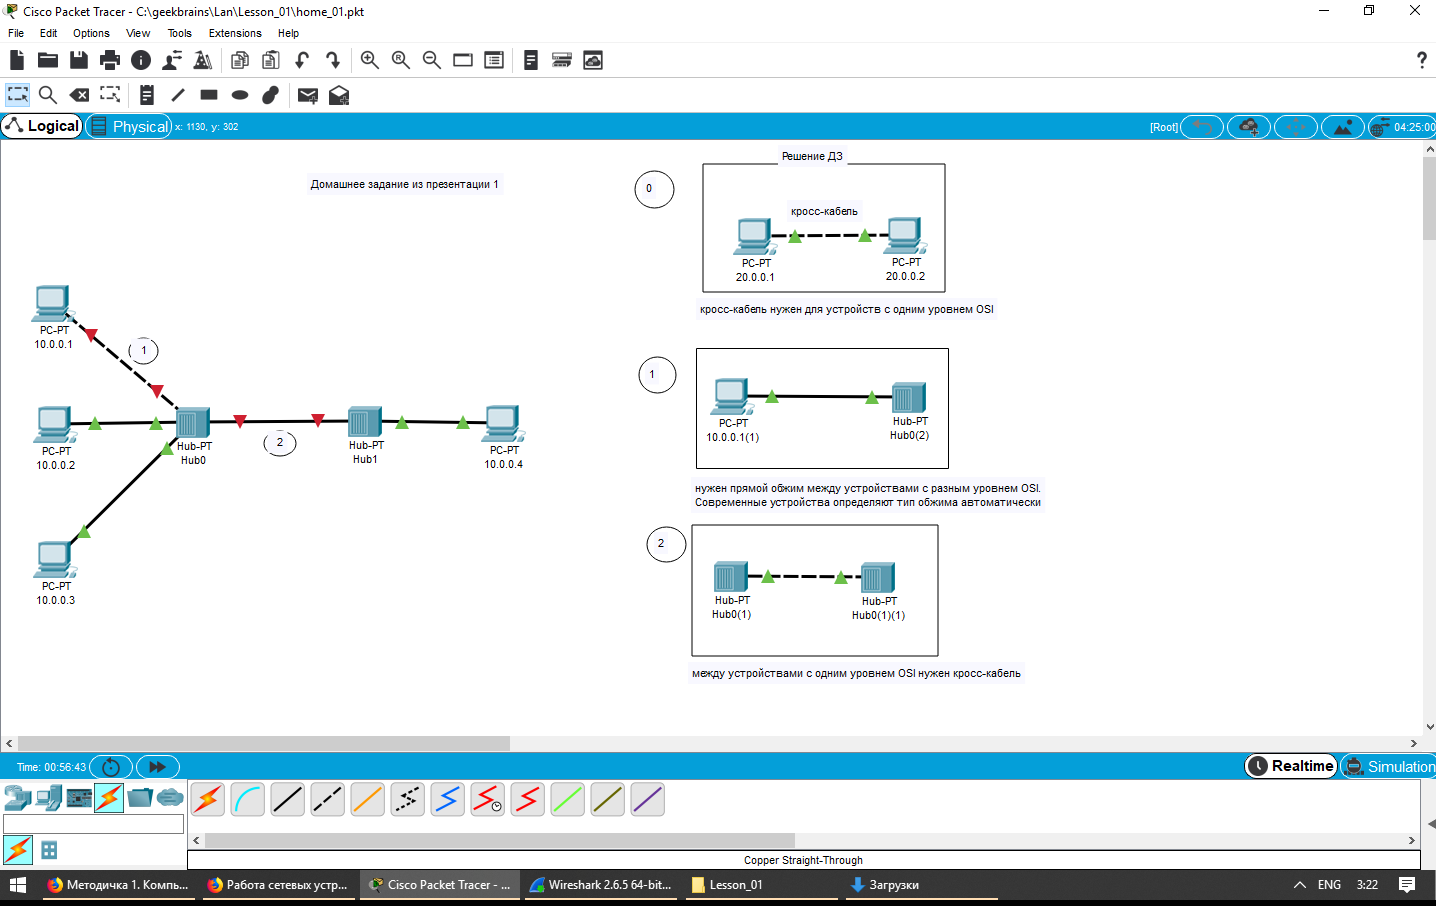 Cisco Packet Tracer - C:\geekbrains\Lan\Lesson_01\home_01.pkt
File Edit Options View Tools Extensions Help
?
Logical Physical x: 1130, y: 302 [Root] 04:25:00
Домашнее задание из презентации 1
PC-PT
10.0.0.1
1
PC-PT
10.0.0.2
Hub-PT
Hub0
2
Hub-PT
Hub1
PC-PT
10.0.0.4
PC-PT
10.0.0.3
Решение ДЗ
0
кросс-кабель
PC-PT
20.0.0.1
PC-PT
20.0.0.2
кросс-кабель нужен для устройств с одним уровнем OSI
1
PC-PT
10.0.0.1(1)
Hub-PT
Hub0(2)
нужен прямой обжим между устройствами с разным уровнем OSI.
Современные устройства определяют тип обжима автоматически
2
Hub-PT
Hub0(1)
Hub-PT
Hub0(1)(1)
между устройствами с одним уровнем OSI нужен кросс-кабель
Time: 00:56:43 Realtime Simulation
Copper Straight-Through
Методичка 1. Компь... Работа сетевых устр... Cisco Packet Tracer - ... Wireshark 2.6.5 64-bit... Lesson_01 Загрузки ENG 3:22